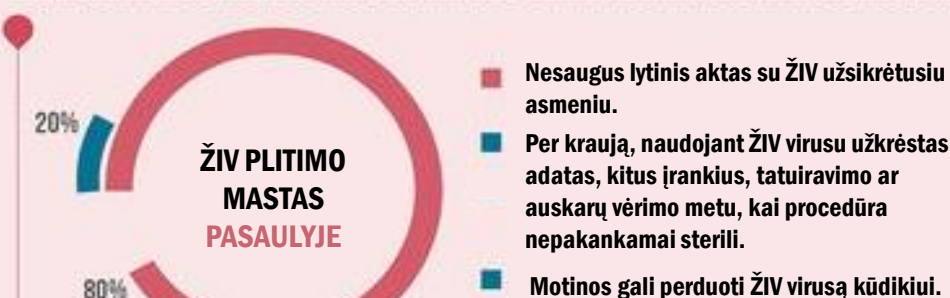 20%
ŽIV PLITIMO
MASTAS
PASAULYJE
80%
Nesaugus lytinis aktas su ŽIV užsikrėtusiu
asmeniu.
Per kraują, naudojant ŽIV virusu užkrėstas
adatas, kitus įrankius, tatuiravimo ar
auskarų vėrimo metu, kai procedūra
nepakankamai sterili.
Motinos gali perduoti ŽIV virusą kūdikiui.